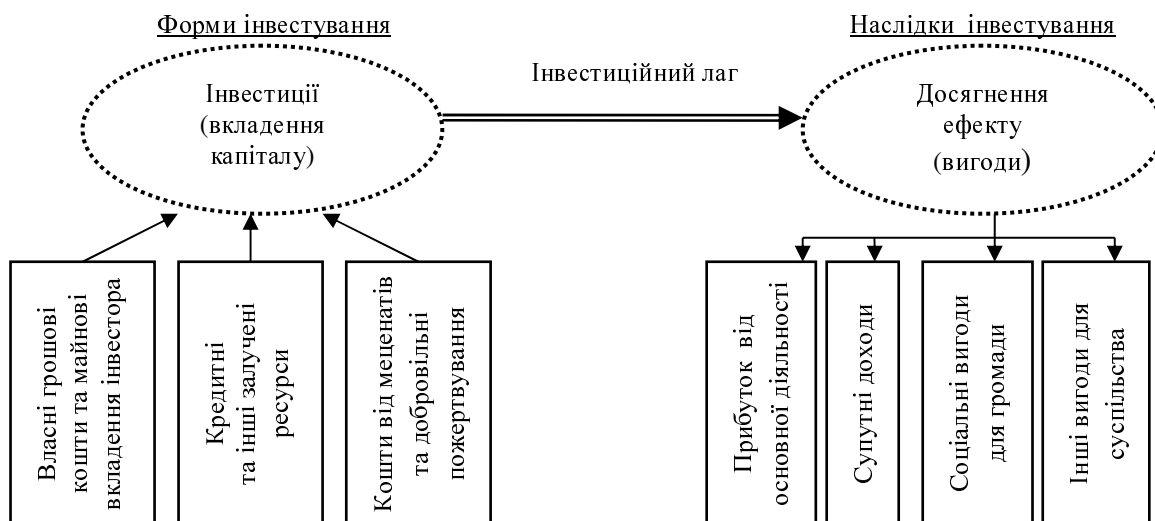 Форми інвестування
Наслідки інвестування
Інвестиції
(вкладення
капіталу)
Інвестиційний лаг
Досягнення
ефекту
(вигоди)
Власні грошові
кошти та майнові
вкладення інвестора
Кредитні
та інші залучені
ресурси
Кошти від меценатів
та добровільні
пожертвування
Прибуток від
основної діяльності
Супутні доходи
Соціальні вигоди
для громади
Інші вигоди для
суспільства